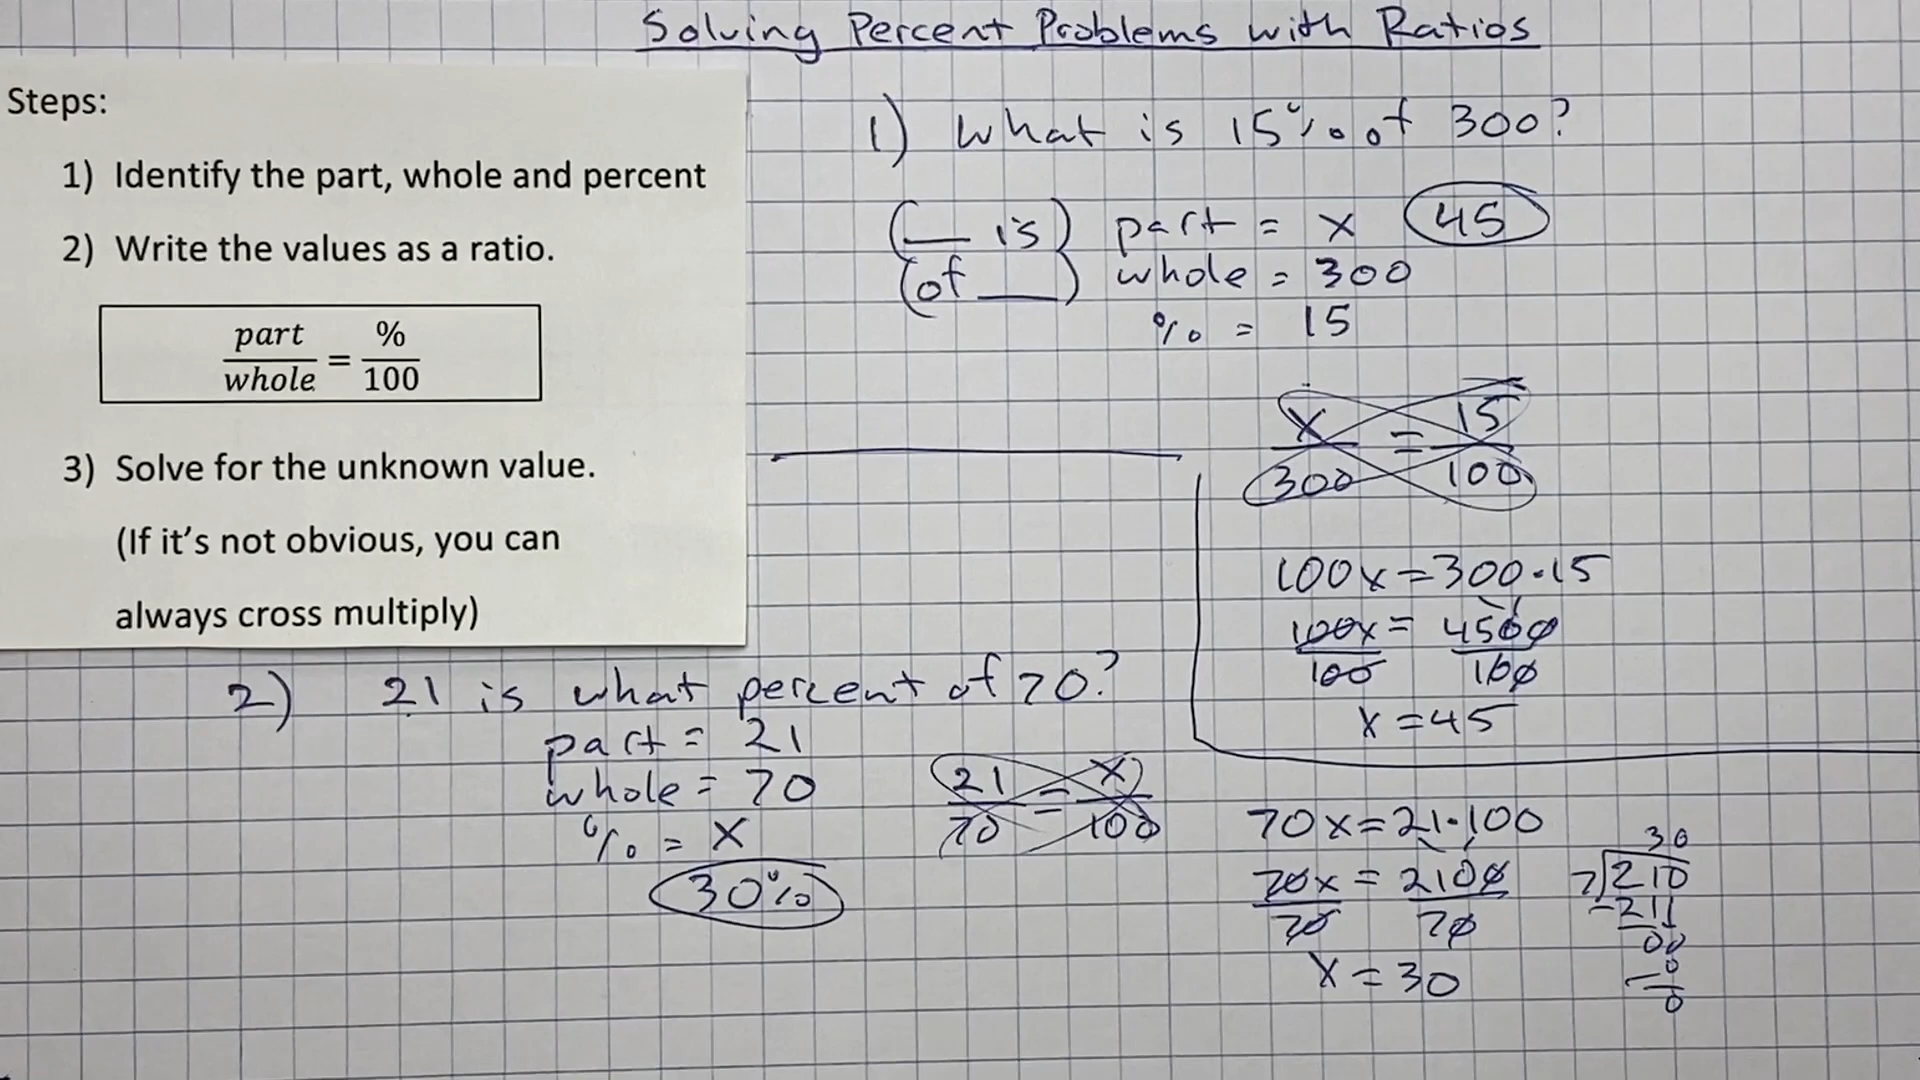 Solving Percent Problems with Ratios
Steps:
1) Identify the part, whole and percent
2) Write the values as a ratio.
part/whole = %/100
3) Solve for the unknown value.
(If it's not obvious, you can
always cross multiply)
1) What is 15% of 300?
(__ is) part = x 45
(of __) whole = 300
% = 15
x/300 = 15/100
100x = 300·15
100x/100 = 4500/100
x = 45
2) 21 is what percent of 70?
part = 21
whole = 70
% = x
30%
21/70 = x/100
70x = 21·100
70x/70 = 2100/70
x = 30
30
7)210
-21
00
-0
0